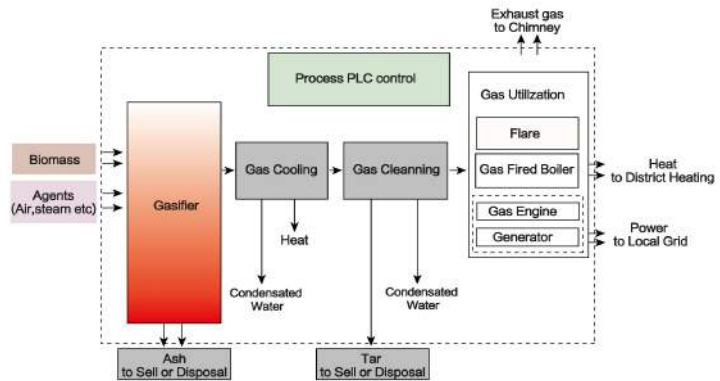 Exhaust gas
to Chimney
Process PLC control
Gas Utilization
Flare
Biomass
Gas Cooling
Gas Cleanning
Gas Fired Boiler
Heat
to District Heating
Agents
(Air,steam etc)
Gasifier
Gas Engine
Generator
Power
to Local Grid
Heat
Condensated
Water
Condensated
Water
Ash
to Sell or Disposal
Tar
to Sell or Disposal